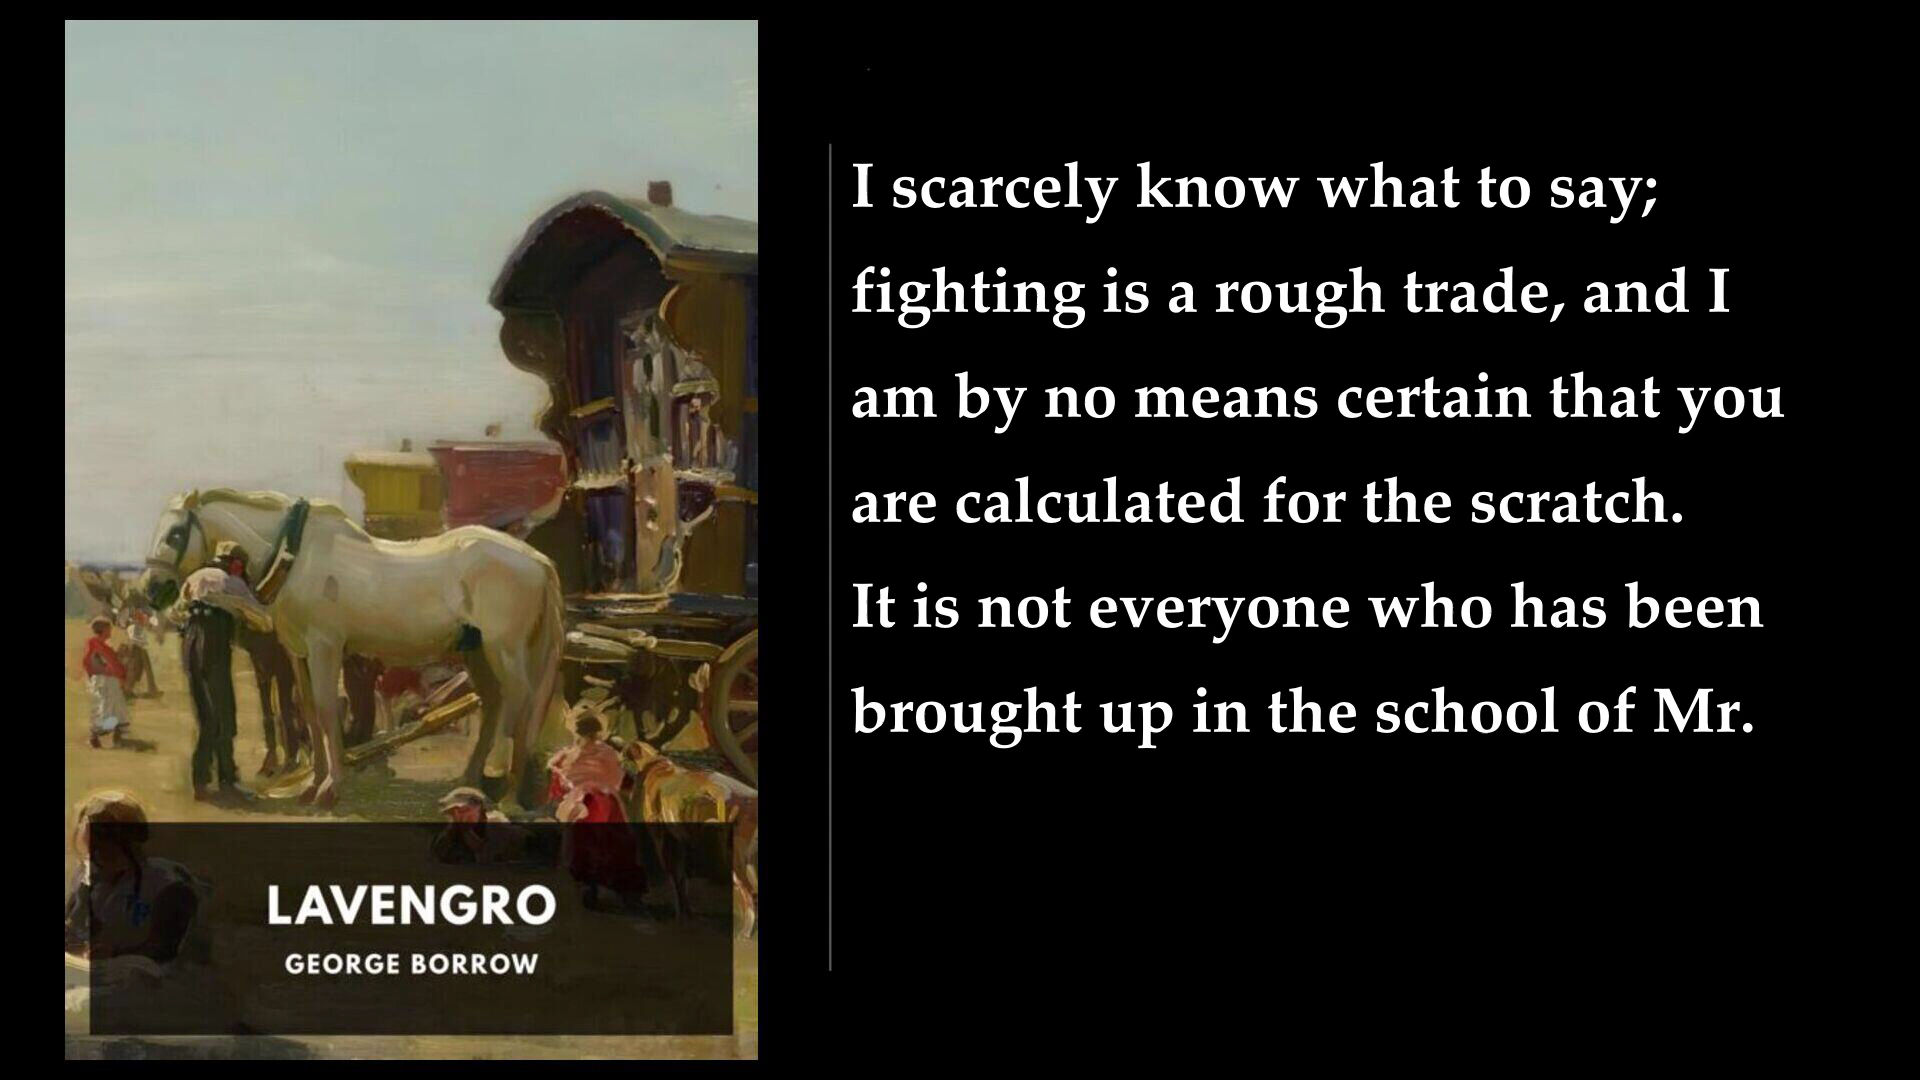 LAVENGRO
GEORGE BORROW
I scarcely know what to say;
fighting is a rough trade, and I
am by no means certain that you
are calculated for the scratch.
It is not everyone who has been
brought up in the school of Mr.